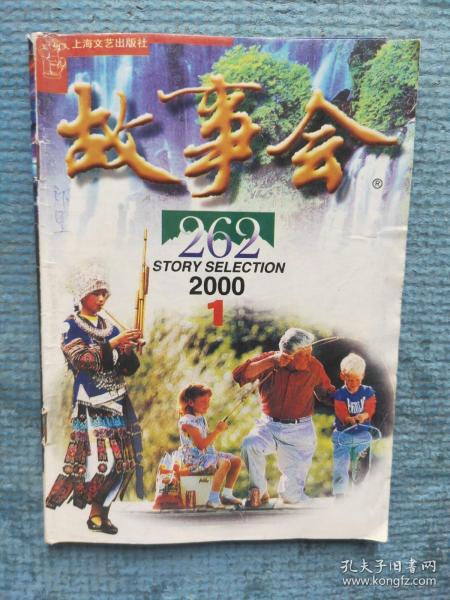 上海文艺出版社
故事会
®
262
STORY SELECTION
2000
1
孔夫子旧书网
www.kongfz.com